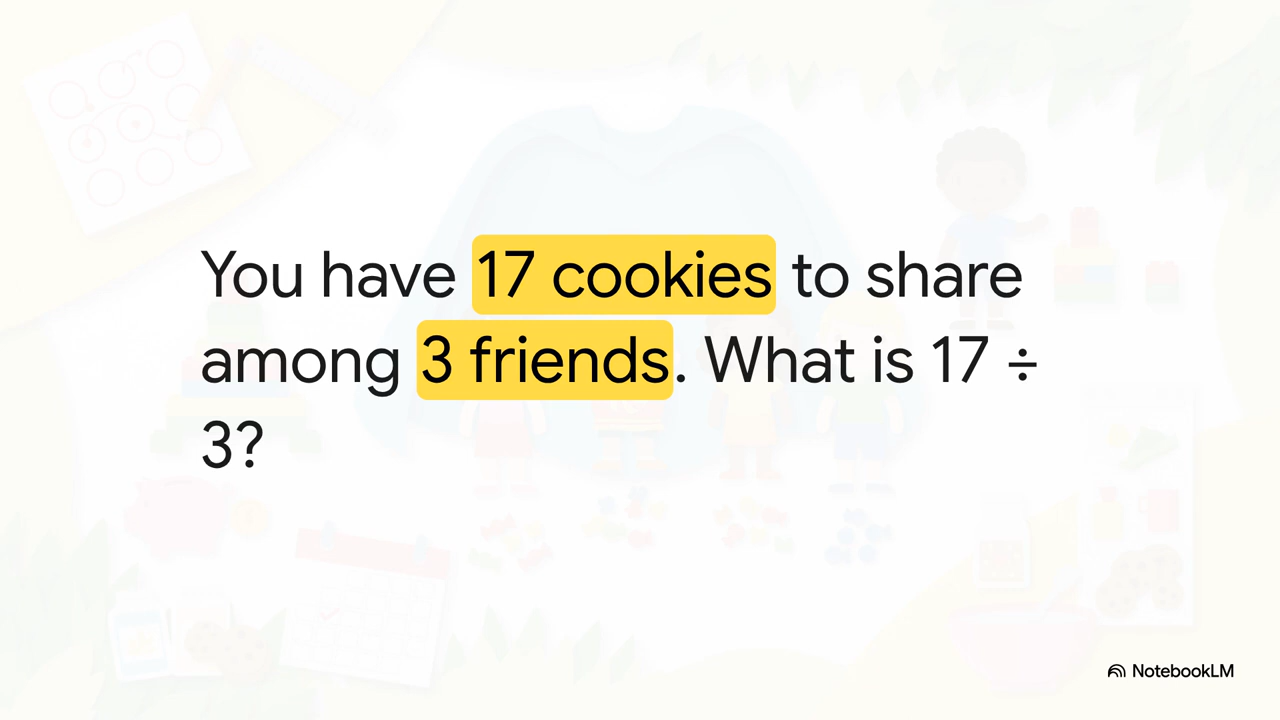 You have 17 cookies to share
among 3 friends. What is 17 ÷
3?
NotebookLM